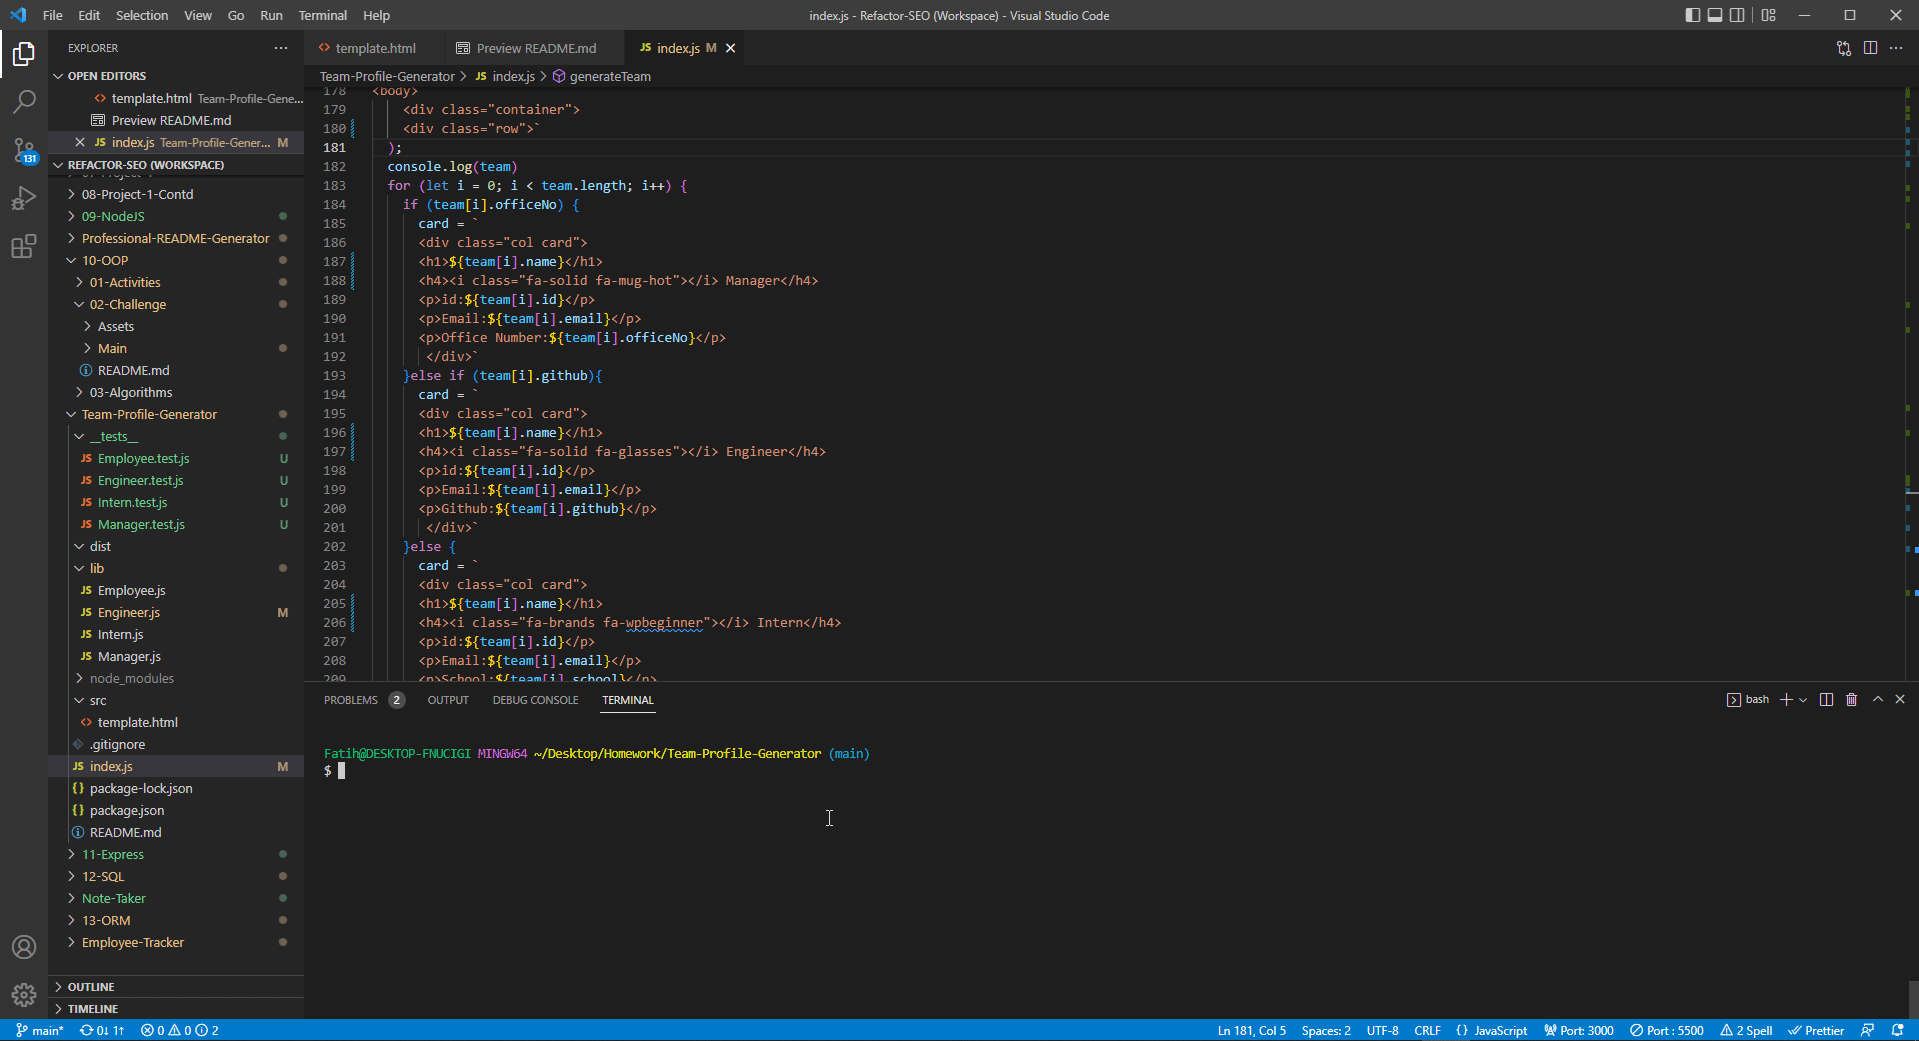 File Edit Selection View Go Run Terminal Help
index.js - Refactor-SEO (Workspace) - Visual Studio Code
EXPLORER
OPEN EDITORS
template.html Team-Profile-Gene...
Preview README.md
JS index.js Team-Profile-Gener... M
131
REFACTOR-SEO (WORKSPACE)
08-Project-1-Contd
09-NodeJS
Professional-README-Generator
10-OOP
01-Activities
02-Challenge
Assets
Main
README.md
03-Algorithms
Team-Profile-Generator
__tests__
JS Employee.test.js U
JS Engineer.test.js U
JS Intern.test.js U
JS Manager.test.js U
dist
lib
JS Employee.js
JS Engineer.js M
JS Intern.js
JS Manager.js
node_modules
src
template.html
.gitignore
JS index.js M
{} package-lock.json
{} package.json
README.md
11-Express
12-SQL
Note-Taker
13-ORM
Employee-Tracker
OUTLINE
TIMELINE
template.html
Preview README.md
JS index.js M
Team-Profile-Generator > JS index.js > generateTeam
178 <body>
179 <div class="container">
180 <div class="row">`
181 );
182 console.log(team)
183 for (let i = 0; i < team.length; i++) {
184 if (team[i].officeNo) {
185 card = `
186 <div class="col card">
187 <h1>${team[i].name}</h1>
188 <h4><i class="fa-solid fa-mug-hot"></i> Manager</h4>
189 <p>id:${team[i].id}</p>
190 <p>Email:${team[i].email}</p>
191 <p>Office Number:${team[i].officeNo}</p>
192 </div>`
193 }else if (team[i].github){
194 card = `
195 <div class="col card">
196 <h1>${team[i].name}</h1>
197 <h4><i class="fa-solid fa-glasses"></i> Engineer</h4>
198 <p>id:${team[i].id}</p>
199 <p>Email:${team[i].email}</p>
200 <p>Github:${team[i].github}</p>
201 </div>`
202 }else {
203 card = `
204 <div class="col card">
205 <h1>${team[i].name}</h1>
206 <h4><i class="fa-brands fa-wpbeginner"></i> Intern</h4>
207 <p>id:${team[i].id}</p>
208 <p>Email:${team[i].email}</p>
209 <p>School:${team[i].school}</p>
PROBLEMS 2 OUTPUT DEBUG CONSOLE TERMINAL
bash
Fatih@DESKTOP-FNUCIGI MINGW64 ~/Desktop/Homework/Team-Profile-Generator (main)
$
main* 0↓ 1↑ 0 0 2
Ln 181, Col 5 Spaces: 2 UTF-8 CRLF {} JavaScript Port: 3000 Port : 5500 2 Spell Prettier